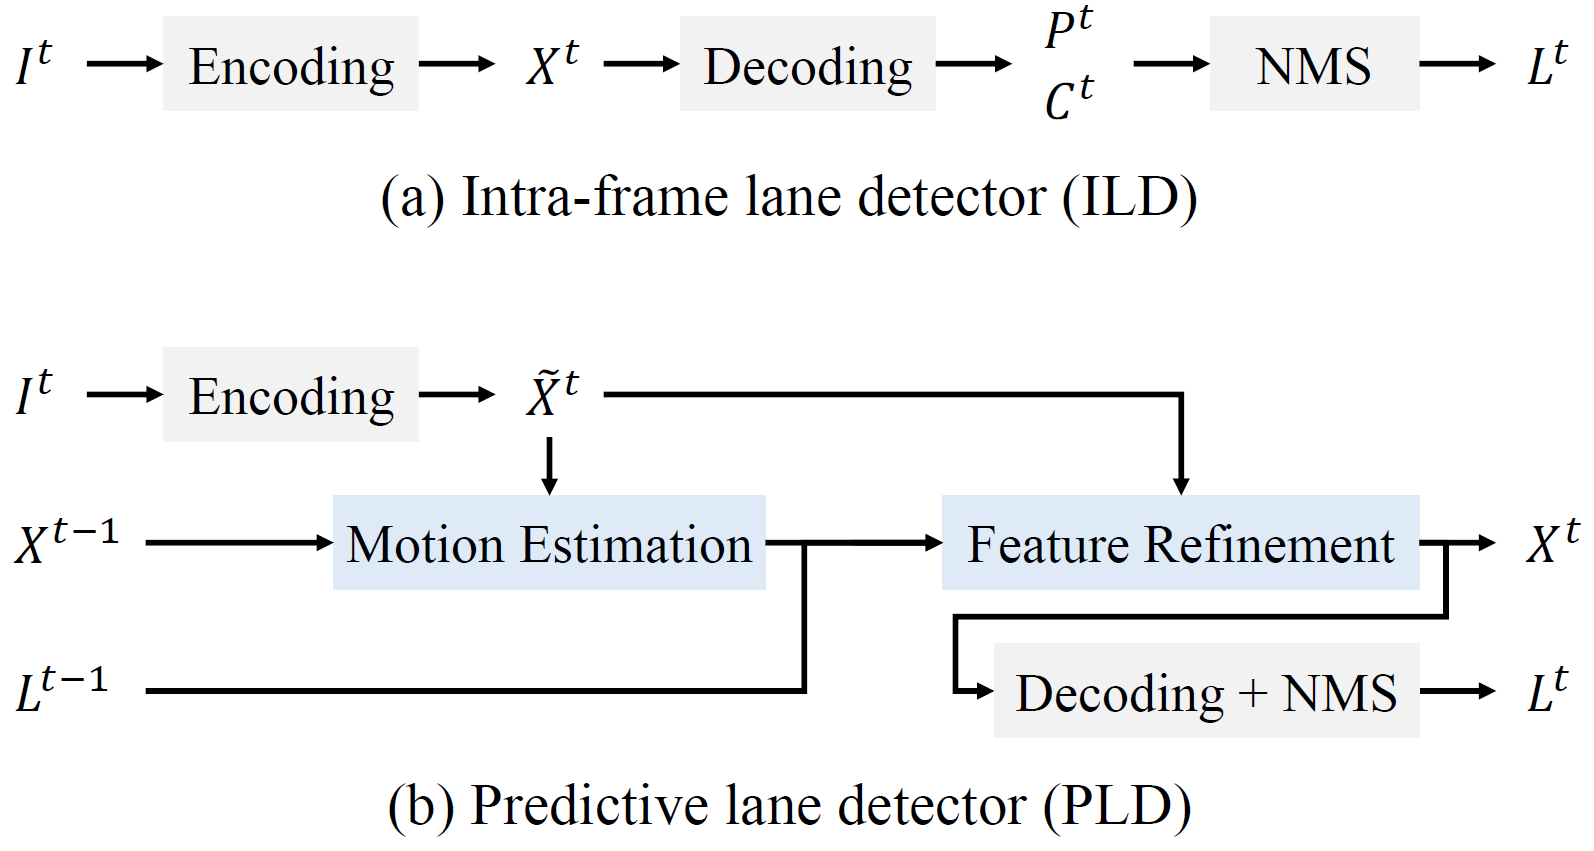 I^t Encoding X^t Decoding P^t C^t NMS L^t
(a) Intra-frame lane detector (ILD)
I^t Encoding X̃^t
X^{t−1} Motion Estimation Feature Refinement X^t
L^{t−1} Decoding + NMS L^t
(b) Predictive lane detector (PLD)